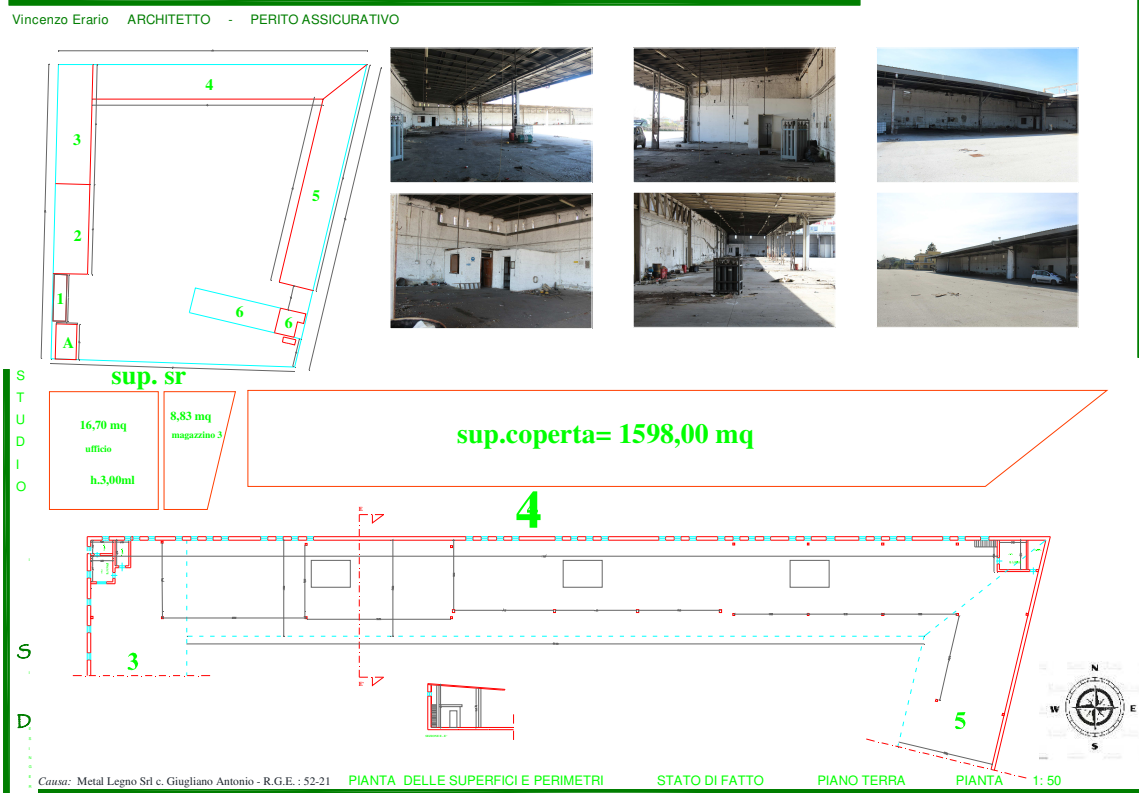 Vincenzo Erario ARCHITETTO - PERITO ASSICURATIVO
4
3
5
2
1
6
6
A
STUDIO
sup. sr
16,70 mq
ufficio
h.3,00ml
8,83 mq
magazzino 3
sup.coperta= 1598,00 mq
4
E
3
E'
5
N
W
E
S
S
D
Causa: Metal Legno Srl c. Giugliano Antonio - R.G.E. : 52-21 PIANTA DELLE SUPERFICI E PERIMETRI STATO DI FATTO PIANO TERRA PIANTA 1: 50